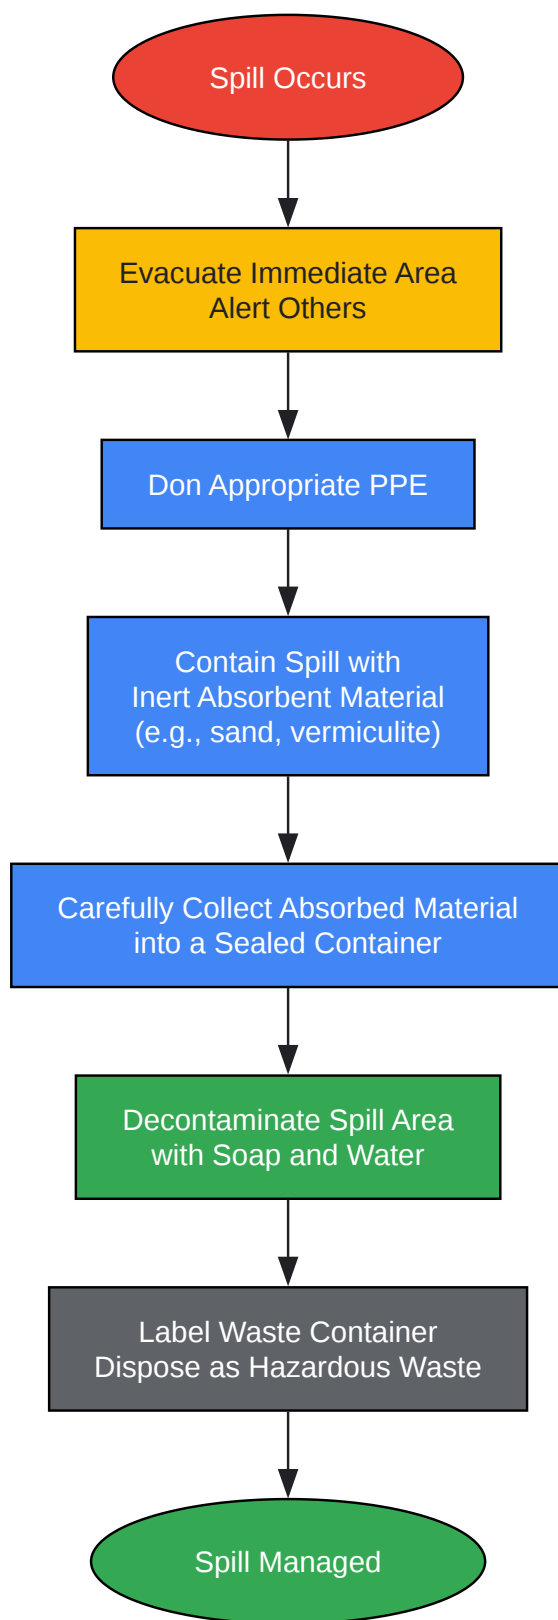 Spill Occurs
Evacuate Immediate Area
Alert Others
Don Appropriate PPE
Contain Spill with
Inert Absorbent Material
(e.g., sand, vermiculite)
Carefully Collect Absorbed Material
into a Sealed Container
Decontaminate Spill Area
with Soap and Water
Label Waste Container
Dispose as Hazardous Waste
Spill Managed